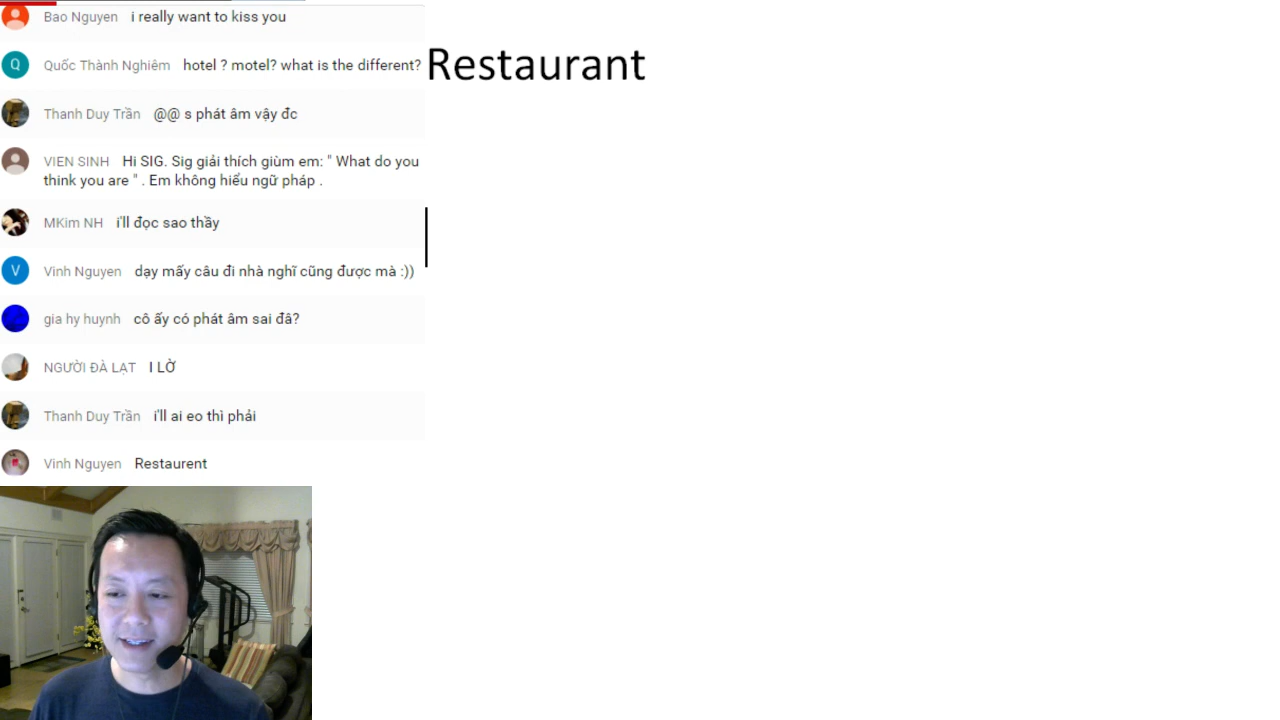 Bao Nguyen i really want to kiss you
Q Quốc Thành Nghiêm hotel ? motel? what is the different?
Restaurant
Thanh Duy Trần @@ s phát âm vậy đc
VIEN SINH Hi SIG. Sig giải thích giùm em: " What do you
think you are " . Em không hiểu ngữ pháp .
MKim NH i'll đọc sao thầy
V Vinh Nguyen dạy mấy câu đi nhà nghĩ cũng được mà :))
gia hy huynh cô ấy có phát âm sai đâ?
NGƯỜI ĐÀ LẠT I LỜ
Thanh Duy Trần i'll ai eo thì phải
Vinh Nguyen Restaurent